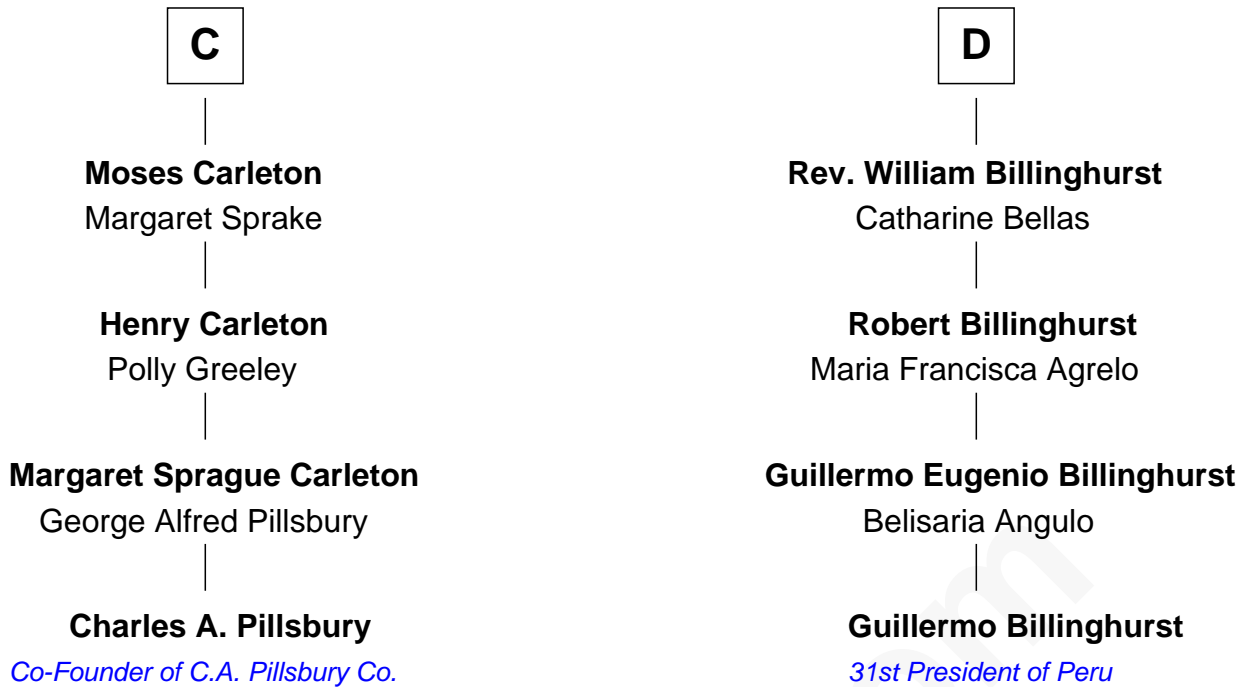 C
Moses Carleton
Margaret Sprake
Henry Carleton
Polly Greeley
Margaret Sprague Carleton
George Alfred Pillsbury
Charles A. Pillsbury
Co-Founder of C.A. Pillsbury Co.
D
Rev. William Billinghurst
Catharine Bellas
Robert Billinghurst
Maria Francisca Agrelo
Guillermo Eugenio Billinghurst
Belisaria Angulo
Guillermo Billinghurst
31st President of Peru